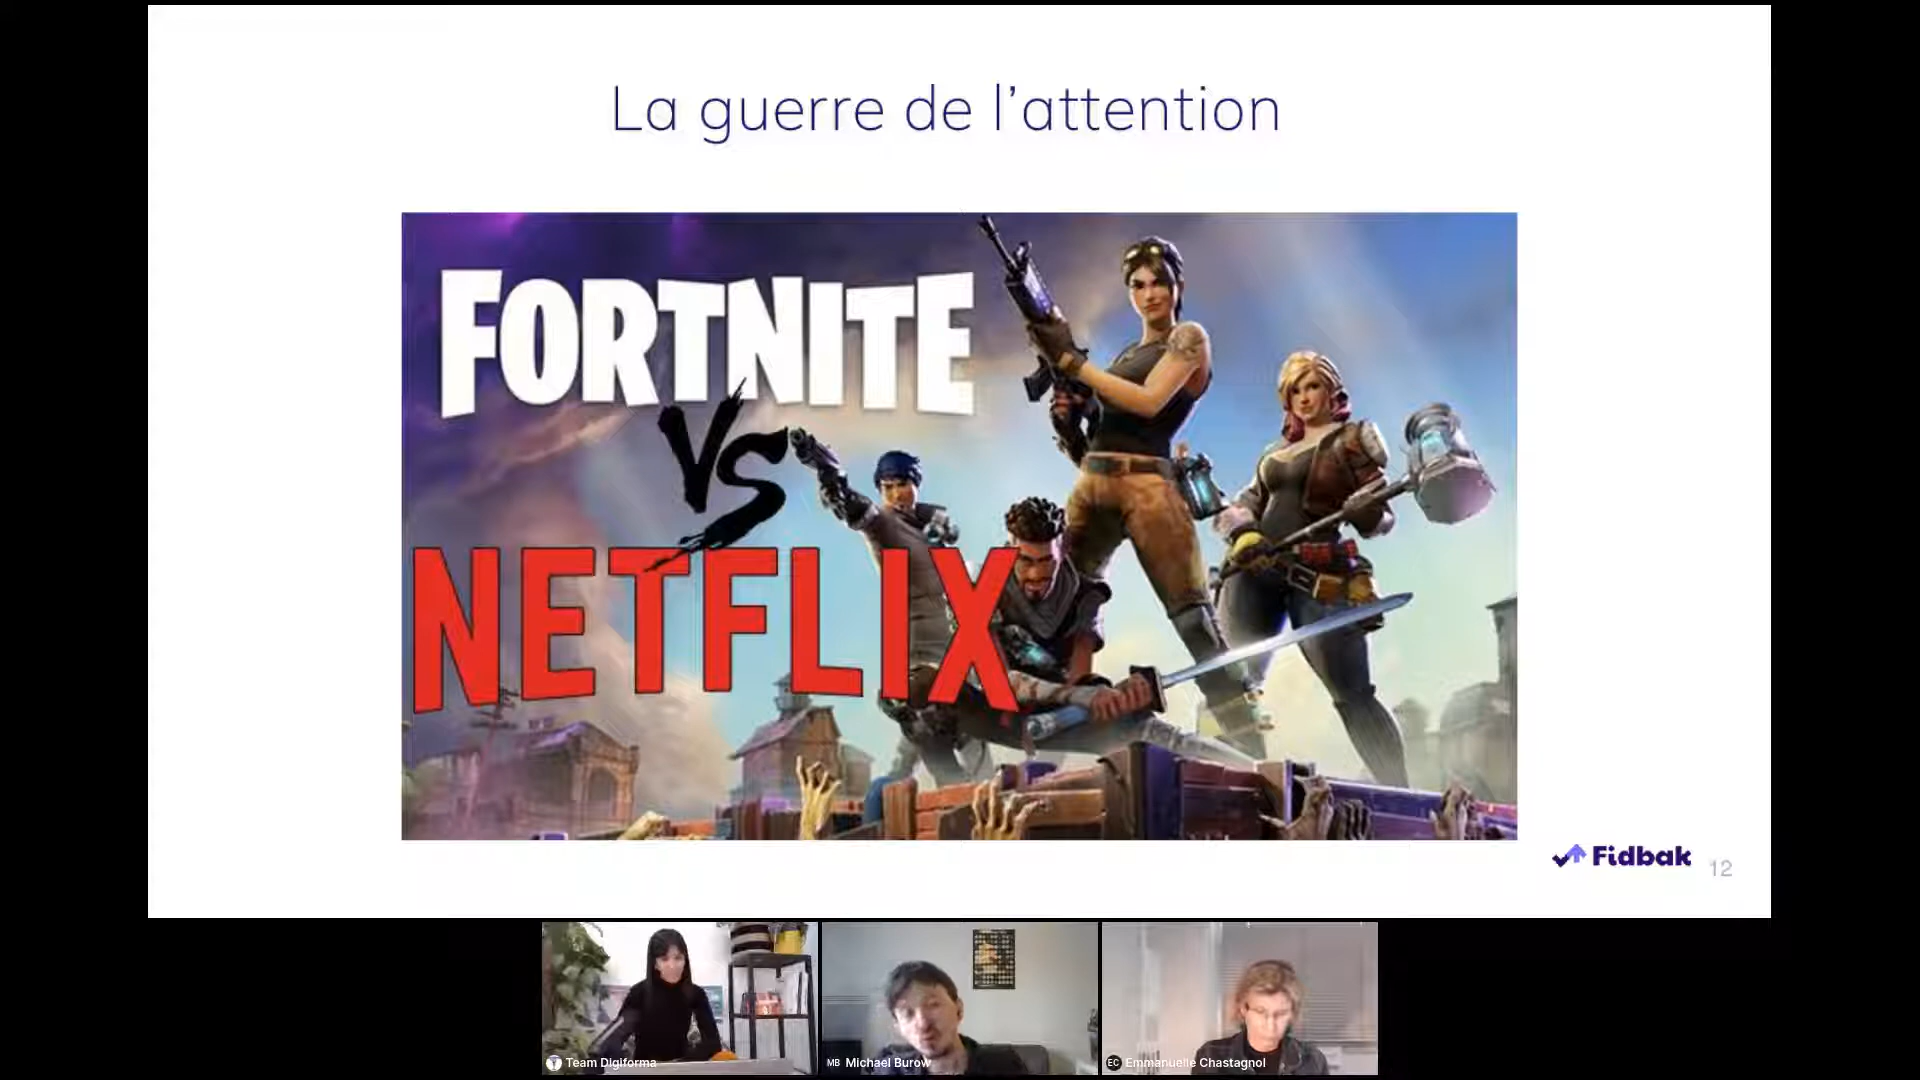 La guerre de l’attention
FORTNITE
VS
NETFLIX
Fidbak
12
Team Digiforma
MB Michael Burow
EC Emmanuelle Chastagnol